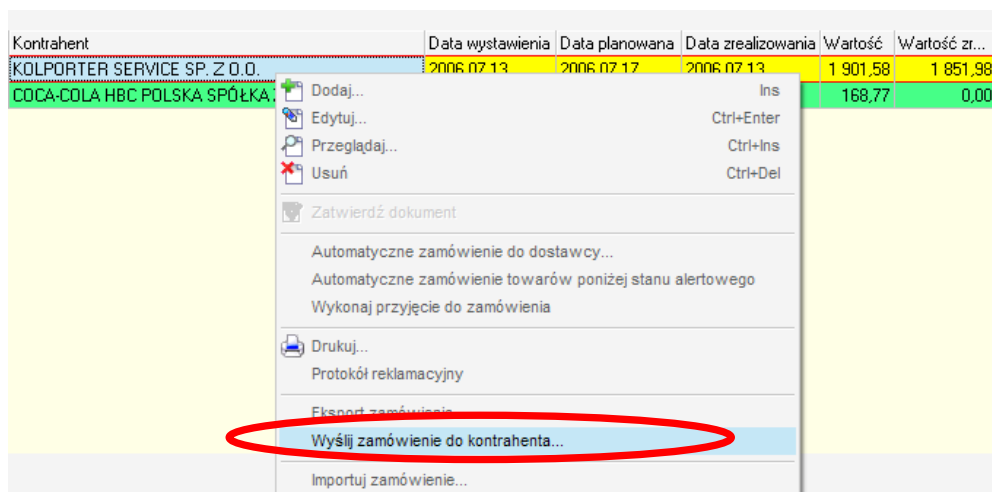 Kontrahent Data wystawienia Data planowana Data zrealizowania Wartość Wartość zr...
KOLPORTER SERVICE SP. Z O.O. 2006.07.13 2006.07.17 2006.07.13 1 901,58 1 851,98
COCA-COLA HBC POLSKA SPÓŁKA 168,77 0,00
Dodaj... Ins
Edytuj... Ctrl+Enter
Przeglądaj... Ctrl+Ins
Usuń Ctrl+Del
Zatwierdź dokument
Automatyczne zamówienie do dostawcy...
Automatyczne zamówienie towarów poniżej stanu alertowego
Wykonaj przyjęcie do zamówienia
Drukuj...
Protokół reklamacyjny
Eksport zamówienia
Wyślij zamówienie do kontrahenta...
Importuj zamówienie...